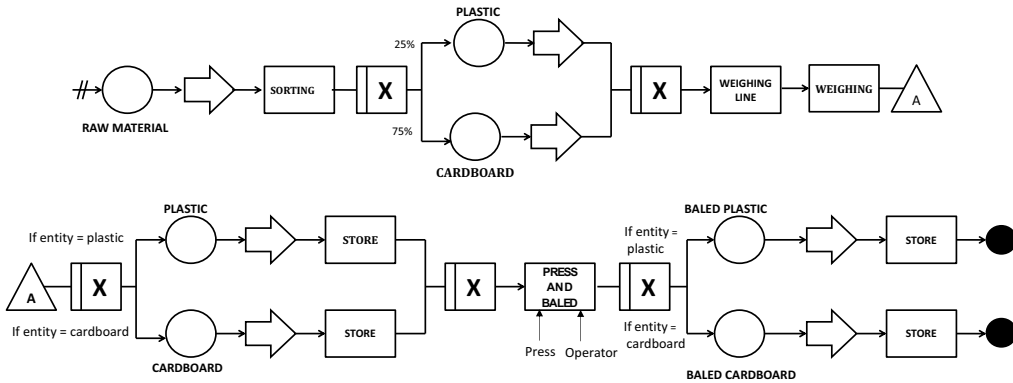 PLASTIC
25%
SORTING
X
X
WEIGHING
LINE
WEIGHING
A
RAW MATERIAL
75%
CARDBOARD
PLASTIC
BALED PLASTIC
If entity = plastic
STORE
If entity =
plastic
STORE
A
X
X
PRESS
AND
BALED
X
If entity = cardboard
STORE
Press
Operator
If entity =
cardboard
STORE
CARDBOARD
BALED CARDBOARD